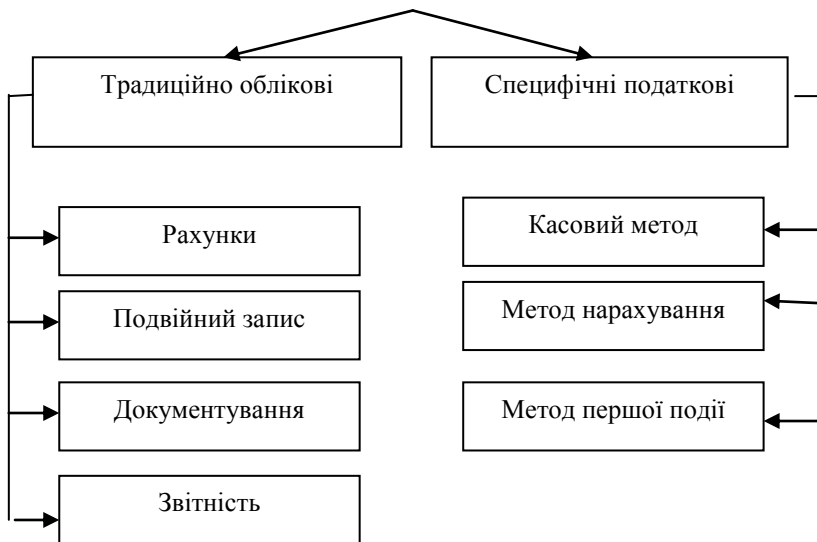 Традиційно облікові
Специфічні податкові
Рахунки
Подвійний запис
Документування
Звітність
Касовий метод
Метод нарахування
Метод першої події